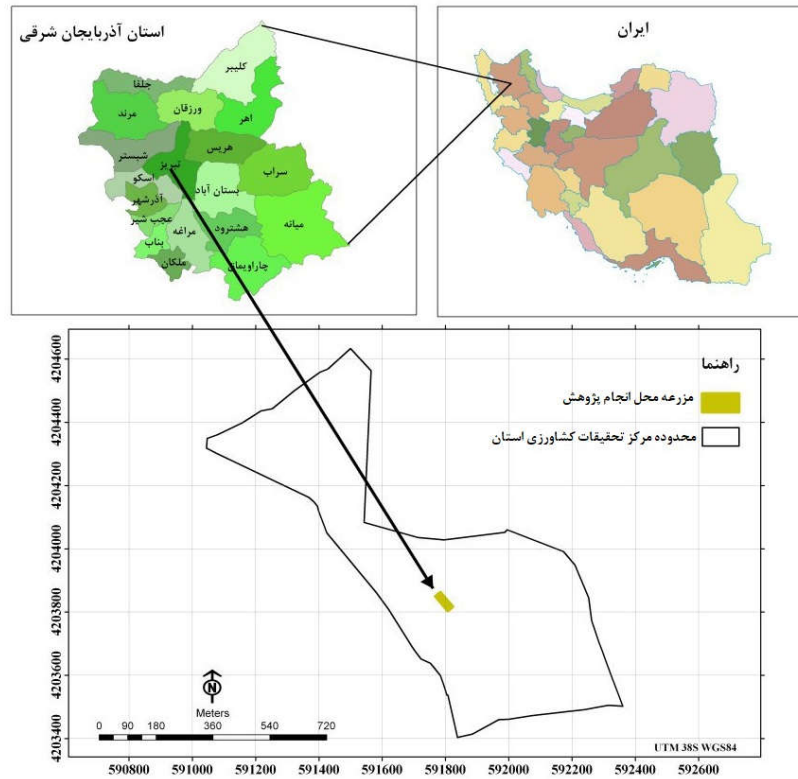 استان آذربایجان شرقی
ایران
کلیبر
جلفا
ورزقان
مرند
اهر
هریس
شبستر
تبریز
سراب
اسکو
بستان آباد
آذرشهر
میانه
عجب شیر
هشترود
مراغه
بناب
چاراویماق
ملکان
راهنما
مزرعه محل انجام پژوهش
محدوده مرکز تحقیقات کشاورزی استان
4204600
4204400
4204200
4204000
4203800
4203600
4203400
N
Meters
0 90 180 360 540 720
UTM 38S WGS84
590800 591000 591200 591400 591600 591800 592000 592200 592400 592600